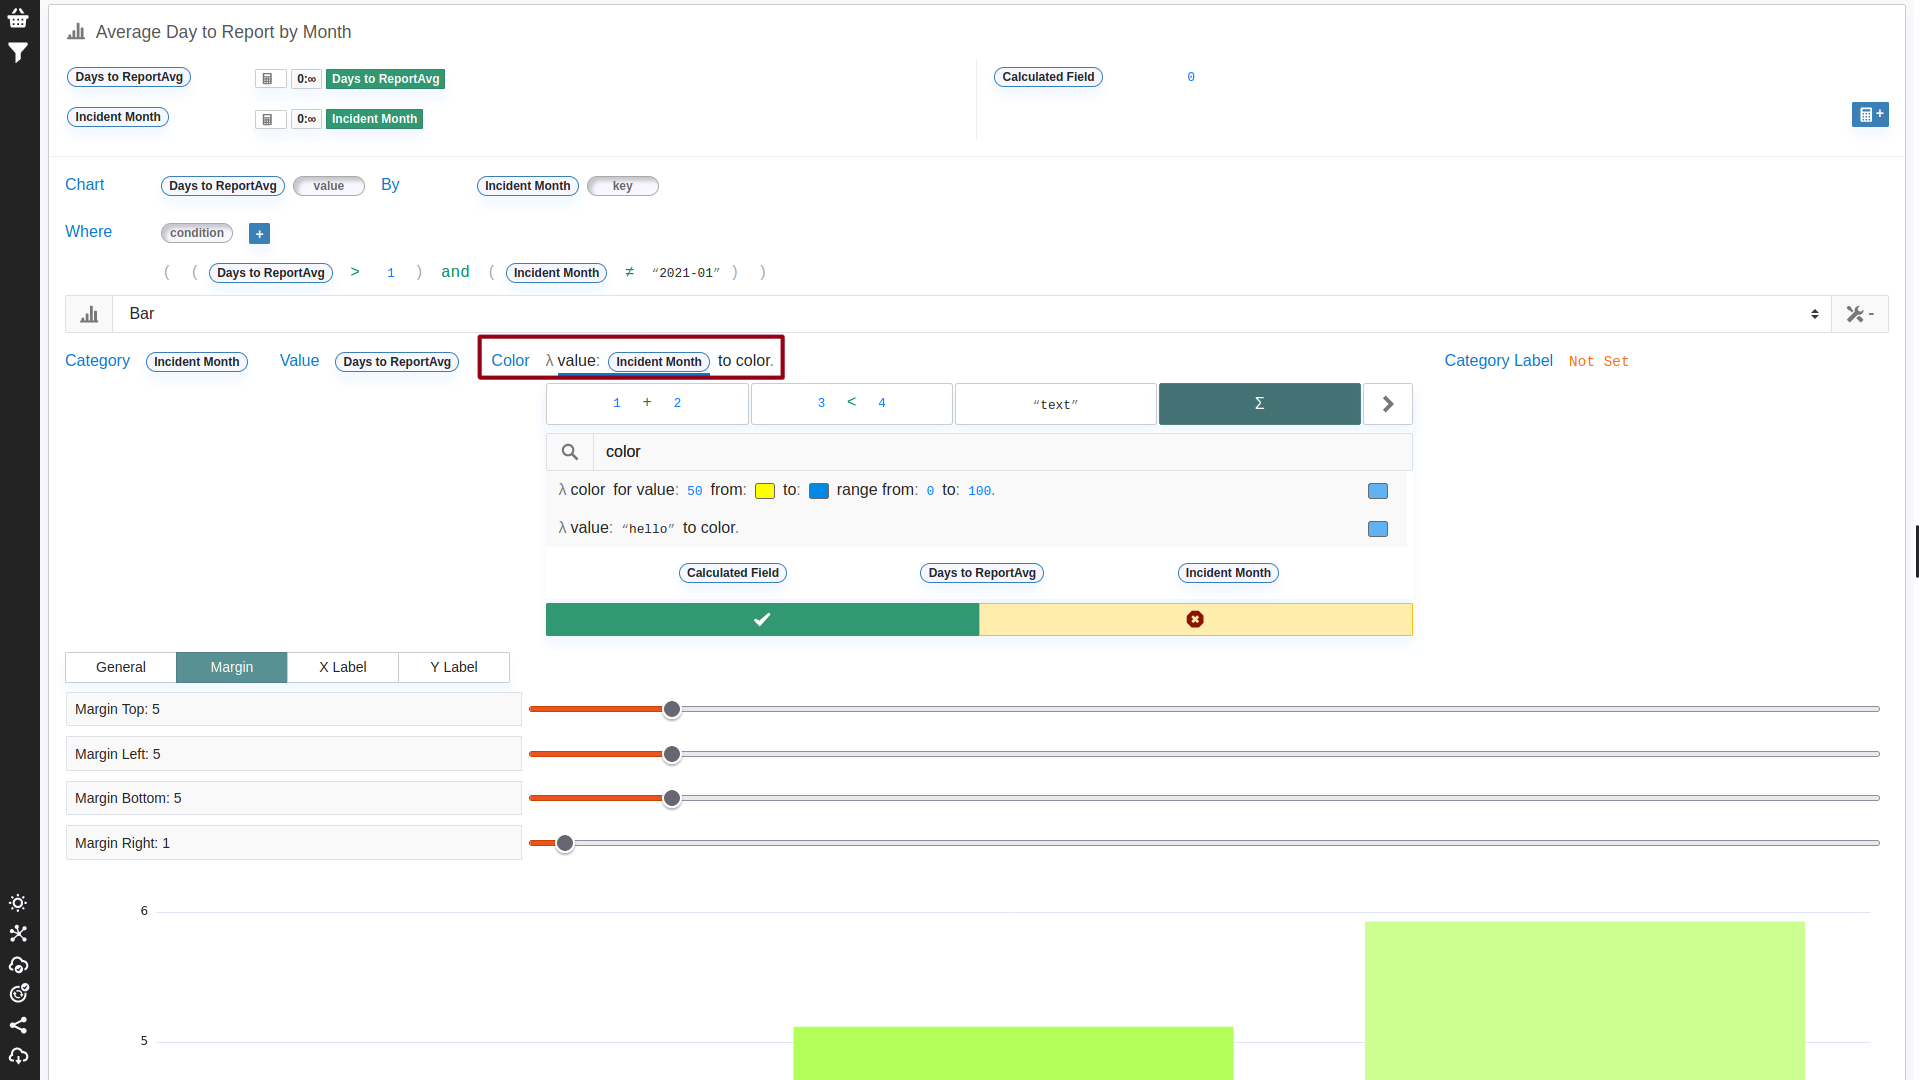 Average Day to Report by Month
Days to ReportAvg 0:∞ Days to ReportAvg Calculated Field 0
Incident Month 0:∞ Incident Month
+
Chart Days to ReportAvg value By Incident Month key
Where condition +
( ( Days to ReportAvg > 1 ) and ( Incident Month ≠ “2021-01” ) )
Bar -
Category Incident Month Value Days to ReportAvg Color λ value: Incident Month to color. Category Label Not Set
1 + 2 3 < 4 “text” Σ
color
λ color for value: 50 from: to: range from: 0 to: 100.
λ value: “hello” to color.
Calculated Field Days to ReportAvg Incident Month
General Margin X Label Y Label
Margin Top: 5
Margin Left: 5
Margin Bottom: 5
Margin Right: 1
6
5